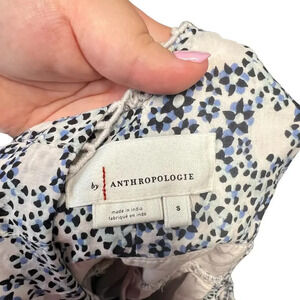 by ANTHROPOLOGIE
made in india
fabriqué en inde
S